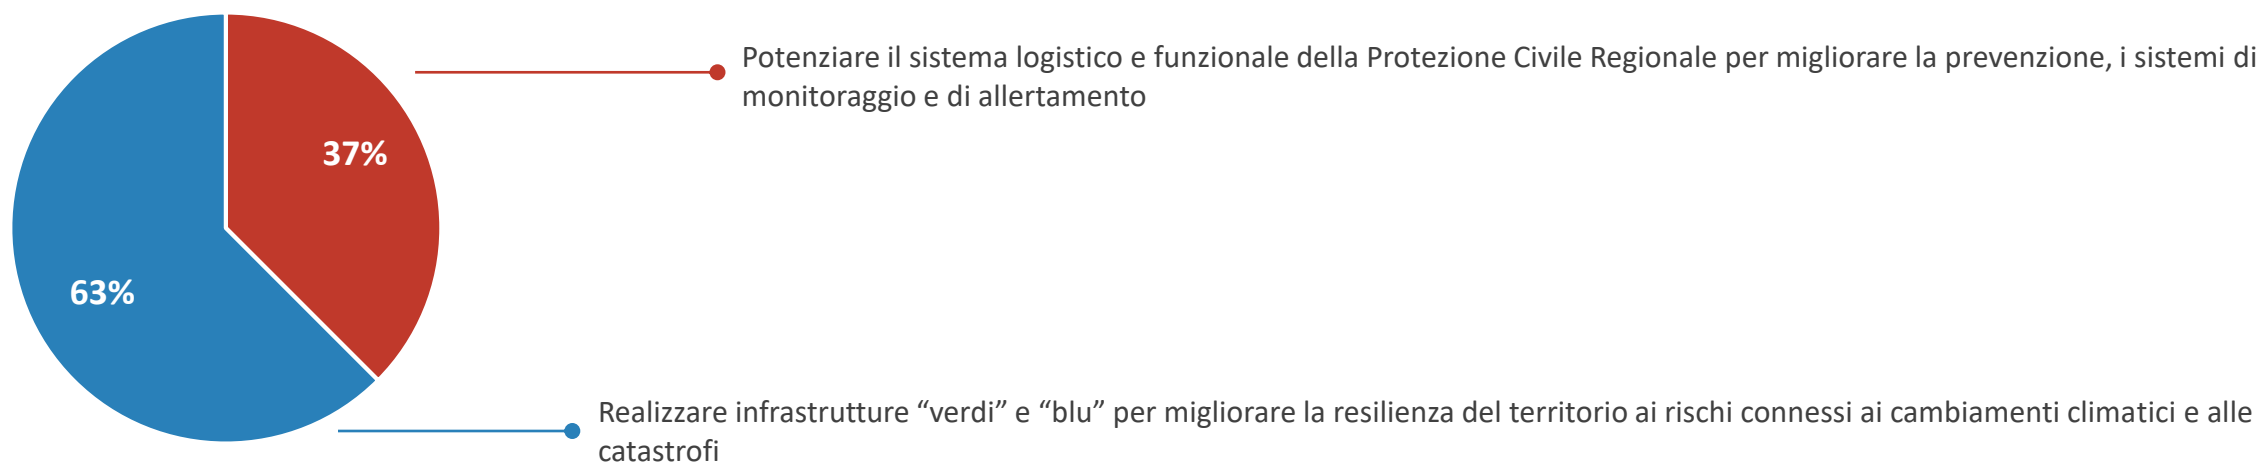 Potenziare il sistema logistico e funzionale della Protezione Civile Regionale per migliorare la prevenzione, i sistemi di
monitoraggio e di allertamento
37%
63%
Realizzare infrastrutture “verdi” e “blu” per migliorare la resilienza del territorio ai rischi connessi ai cambiamenti climatici e alle
catastrofi